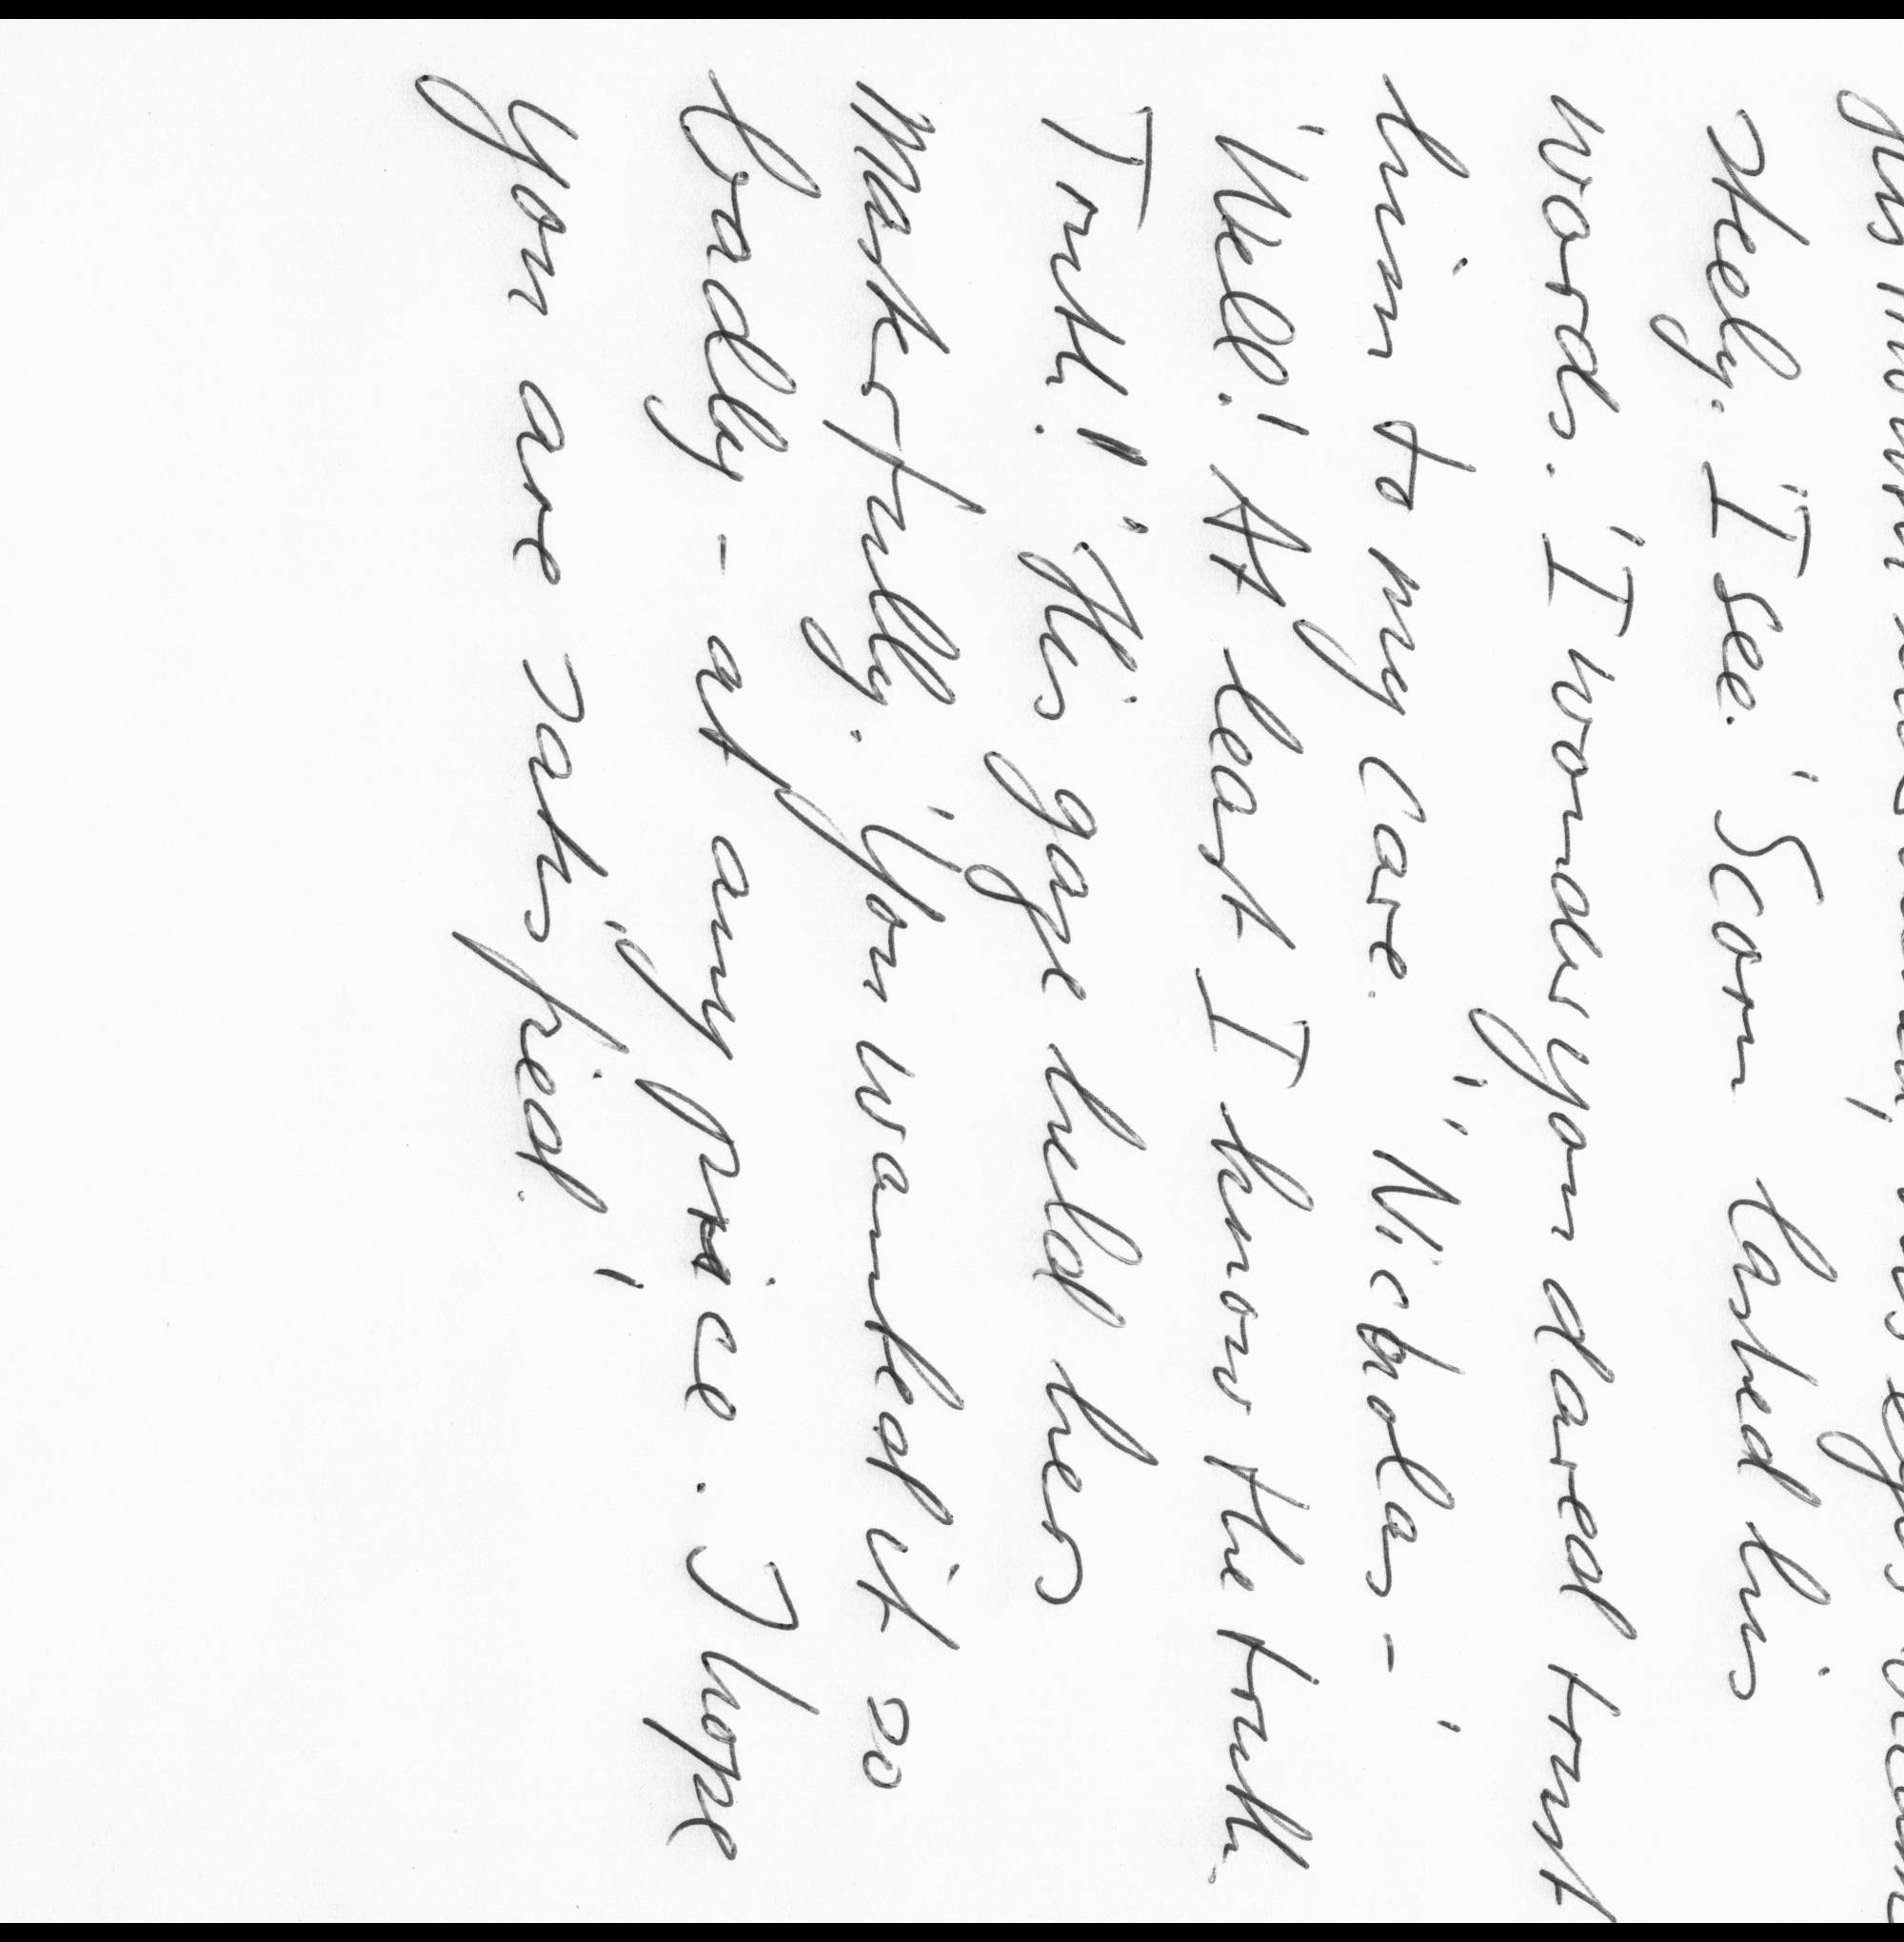 His mouth
steely. 'I see.' Scorn lashed his
words. 'I wonder you dared trust
him to my care.' 'Nicholas -'
'Well! At least I know the truth.
Truth!' His gaze held hers
masterfully. 'You wanted it so
badly - at any price. I hope
you are satisfied.'